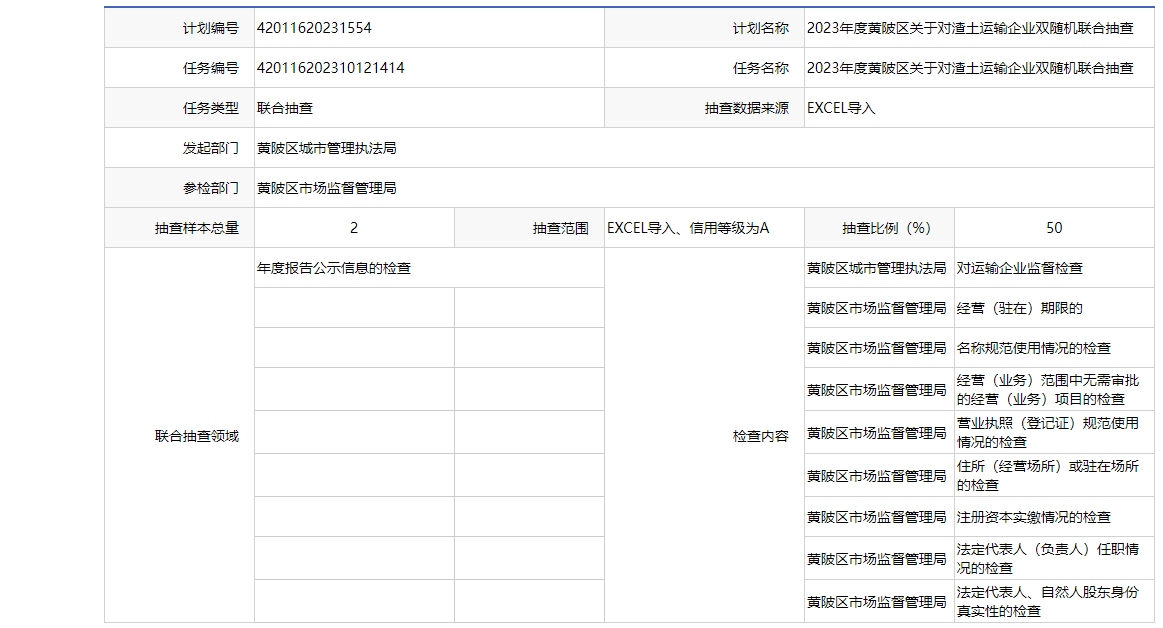 计划编号 42011620231554 计划名称 2023年度黄陂区关于对渣土运输企业双随机联合抽查
任务编号 420116202310121414 任务名称 2023年度黄陂区关于对渣土运输企业双随机联合抽查
任务类型 联合抽查 抽查数据来源 EXCEL导入
发起部门 黄陂区城市管理执法局
参检部门 黄陂区市场监督管理局
抽查样本总量 2 抽查范围 EXCEL导入、信用等级为A 抽查比例（%） 50
联合抽查领域 年度报告公示信息的检查 检查内容 黄陂区城市管理执法局 对运输企业监督检查
黄陂区市场监督管理局 经营（驻在）期限的
黄陂区市场监督管理局 名称规范使用情况的检查
黄陂区市场监督管理局 经营（业务）范围中无需审批
的经营（业务）项目的检查
黄陂区市场监督管理局 营业执照（登记证）规范使用
情况的检查
黄陂区市场监督管理局 住所（经营场所）或驻在场所
的检查
黄陂区市场监督管理局 注册资本实缴情况的检查
黄陂区市场监督管理局 法定代表人（负责人）任职情
况的检查
黄陂区市场监督管理局 法定代表人、自然人股东身份
真实性的检查